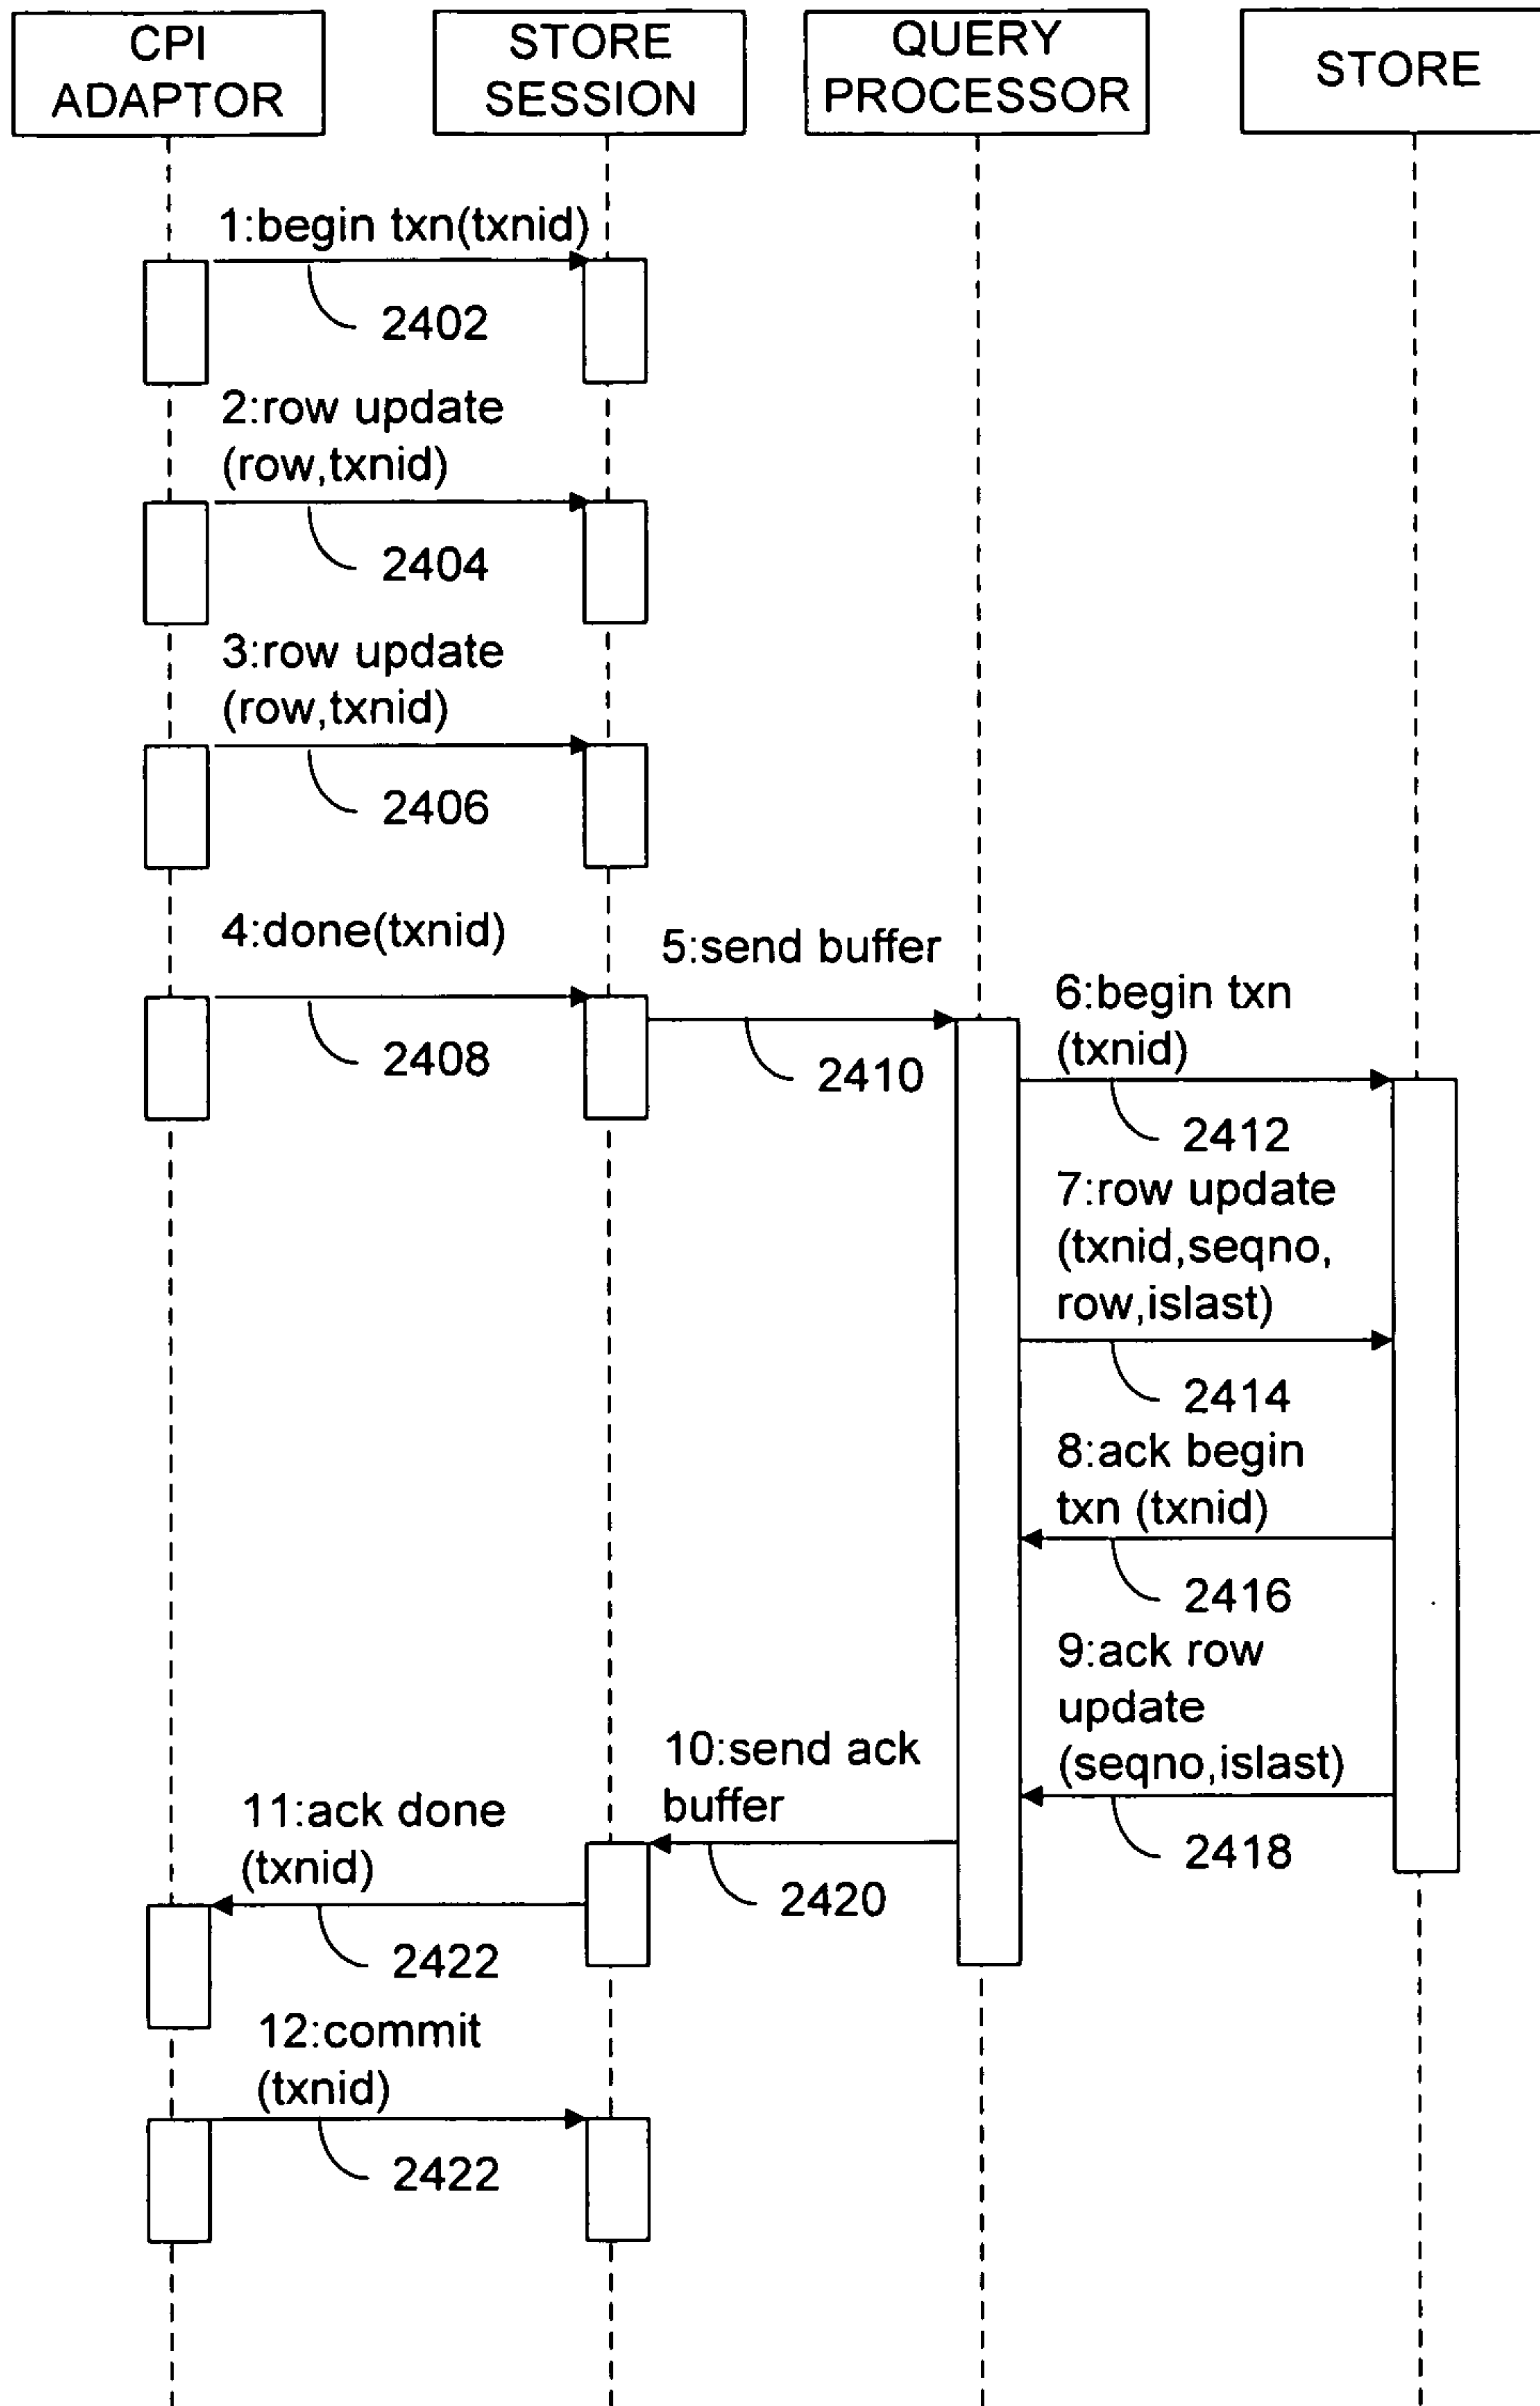 CPI
ADAPTOR
STORE
SESSION
QUERY
PROCESSOR
STORE
1:begin txn(txnid)
2402
2:row update
(row,txnid)
2404
3:row update
(row,txnid)
2406
4:done(txnid)
2408
5:send buffer
2410
6:begin txn
(txnid)
2412
7:row update
(txnid,seqno,
row,islast)
2414
8:ack begin
txn (txnid)
2416
9:ack row
update
(seqno,islast)
2418
10:send ack
buffer
2420
11:ack done
(txnid)
2422
12:commit
(txnid)
2422